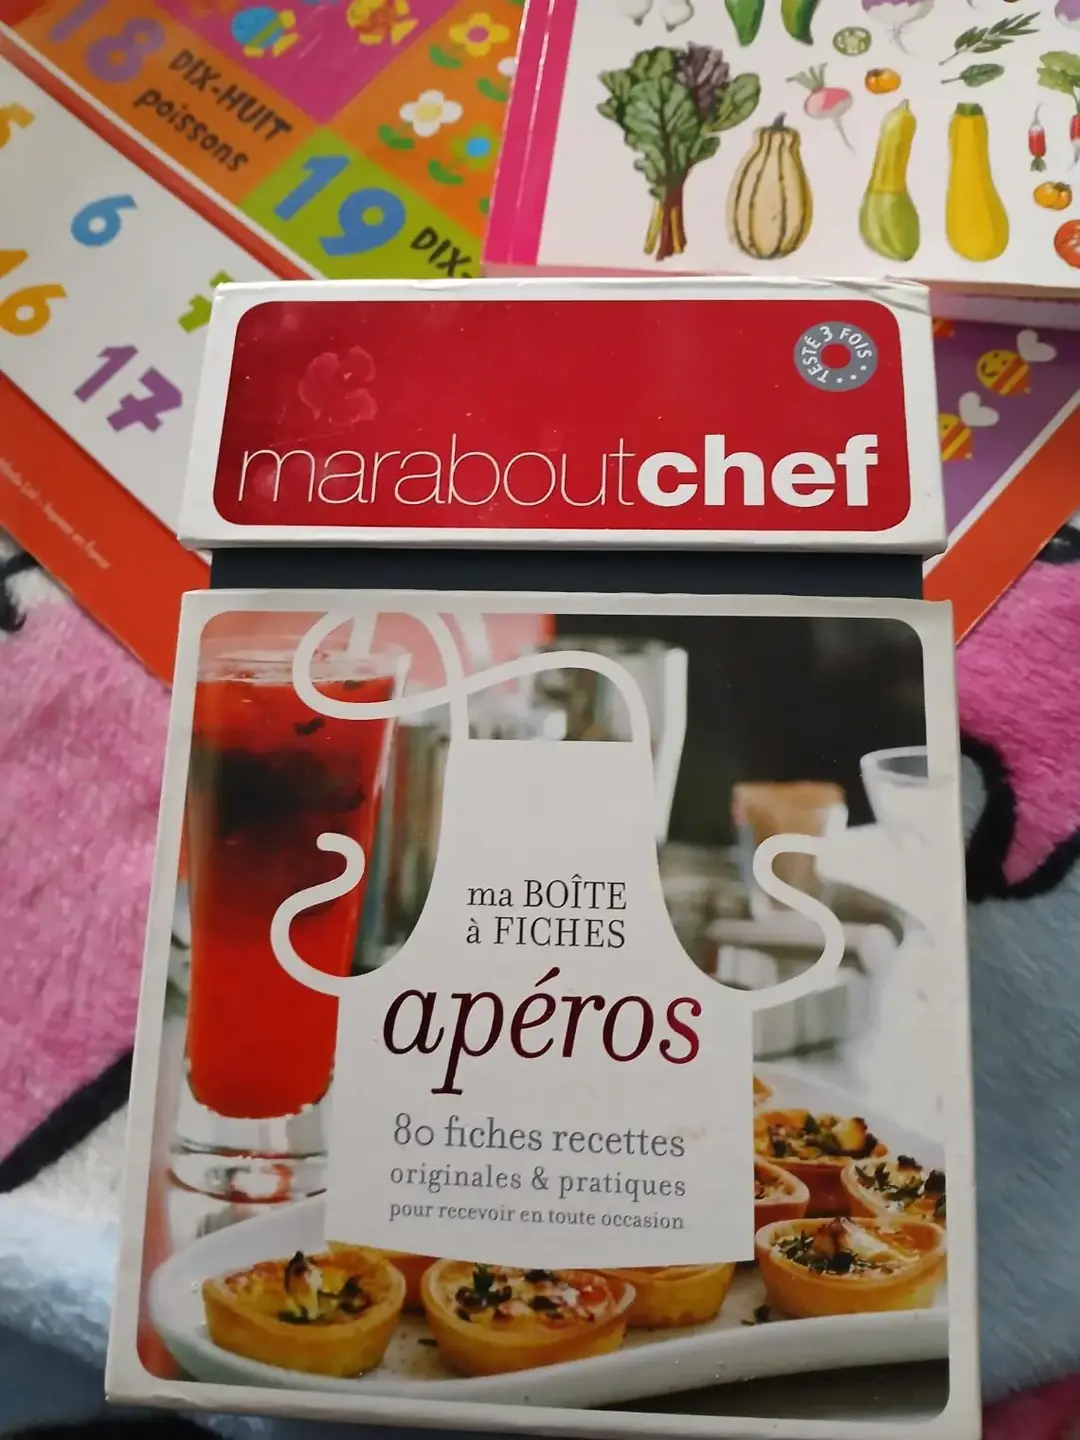 18
DIX-HUIT
poissons
19
DIX-
6
16
17
TESTÉ 3 FOIS...
maraboutchef
ma BOÎTE
à FICHES
apéros
80 fiches recettes
originales & pratiques
pour recevoir en toute occasion